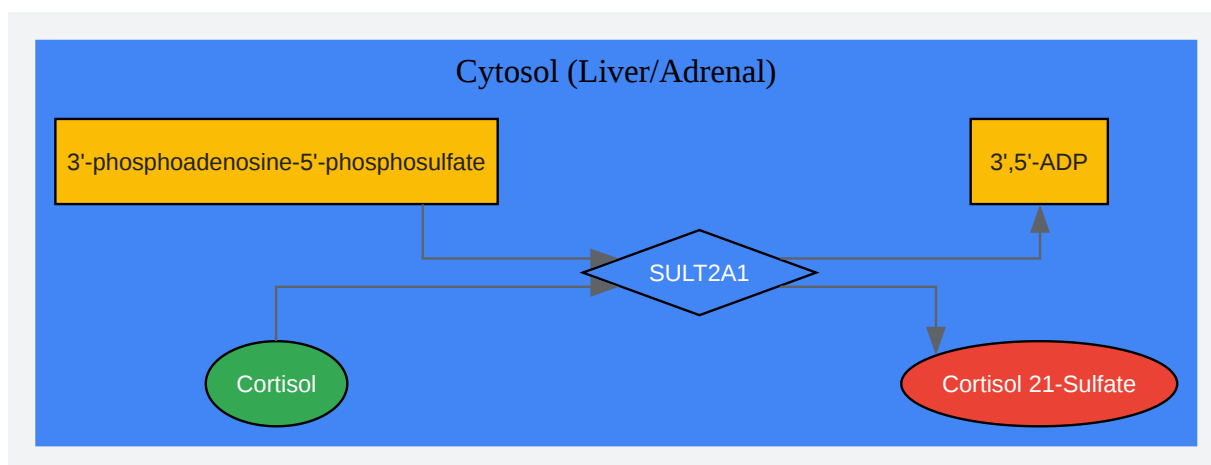 Cytosol (Liver/Adrenal)
3'-phosphoadenosine-5'-phosphosulfate
3',5'-ADP
SULT2A1
Cortisol
Cortisol 21-Sulfate